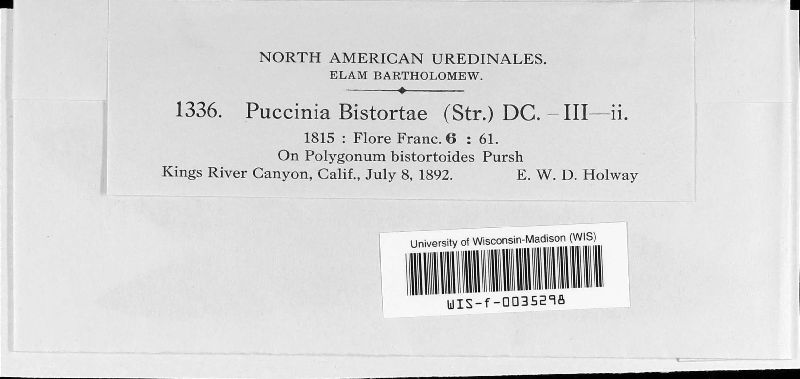 NORTH AMERICAN UREDINALES.
ELAM BARTHOLOMEW.
1336. Puccinia Bistortae (Str.) DC. – III—ii.
1815 : Flore Franc. 6 : 61.
On Polygonum bistortoides Pursh
Kings River Canyon, Calif., July 8, 1892. E. W. D. Holway
University of Wisconsin-Madison (WIS)
WIS-f-0035298